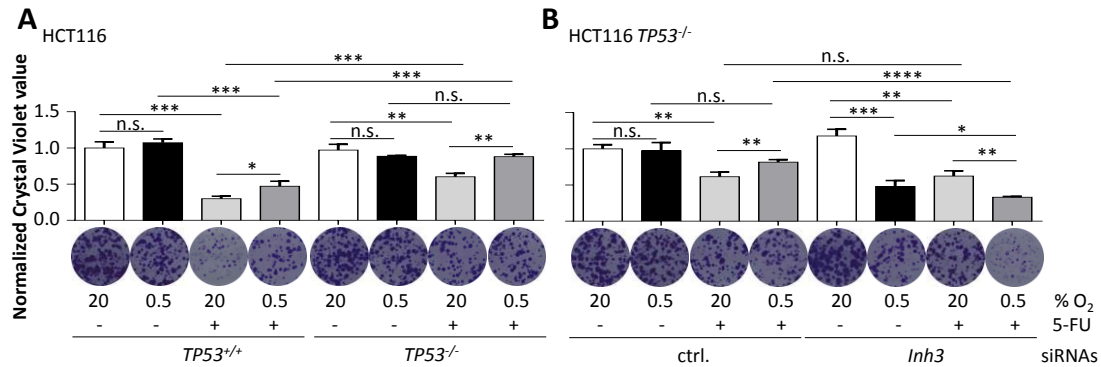 A
HCT116
B
HCT116 TP53-/-
*** n.s.
*** ****
*** n.s. n.s. **
*** ** ** ***
n.s. n.s. n.s. *
* ** ** **
Normalized Crystal Violet value
1.5
1.0
0.5
0.0
20 0.5 20 0.5 20 0.5 20 0.5 20 0.5 20 0.5 20 0.5 20 0.5 % O2
- - + + - - + + - - + + - - + + 5-FU
TP53+/+ TP53-/- ctrl. Inh3 siRNAs